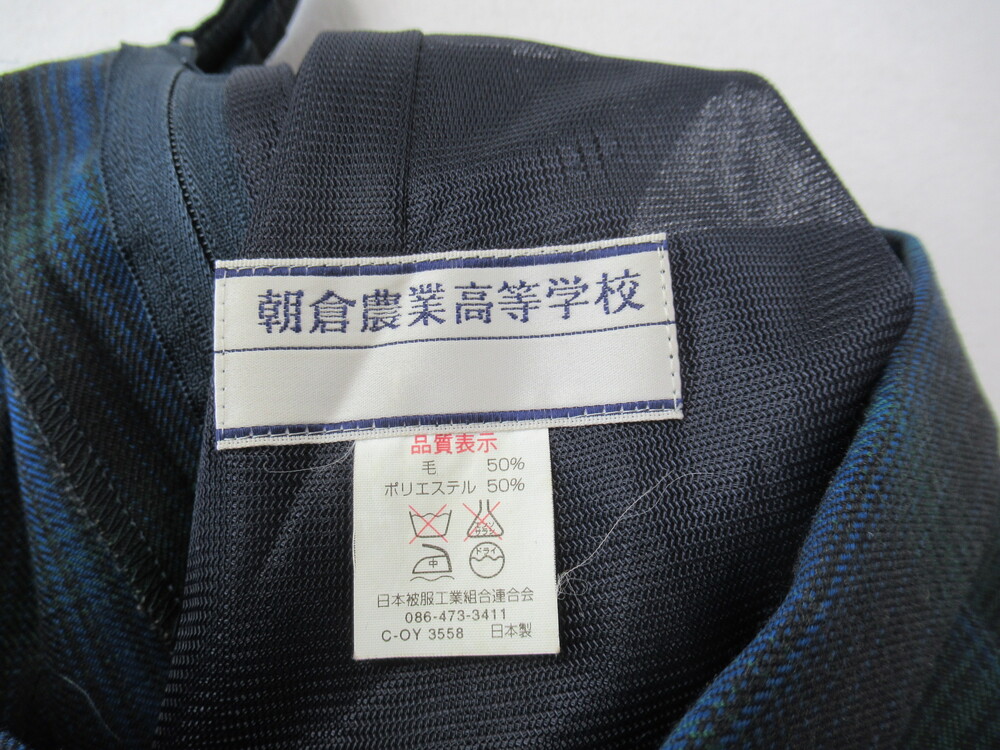 朝倉農業高等学校
品質表示
毛 50%
ポリエステル 50%
中 ドライ
日本被服工業組合連合会
086-473-3411
C-OY 3558 日本製